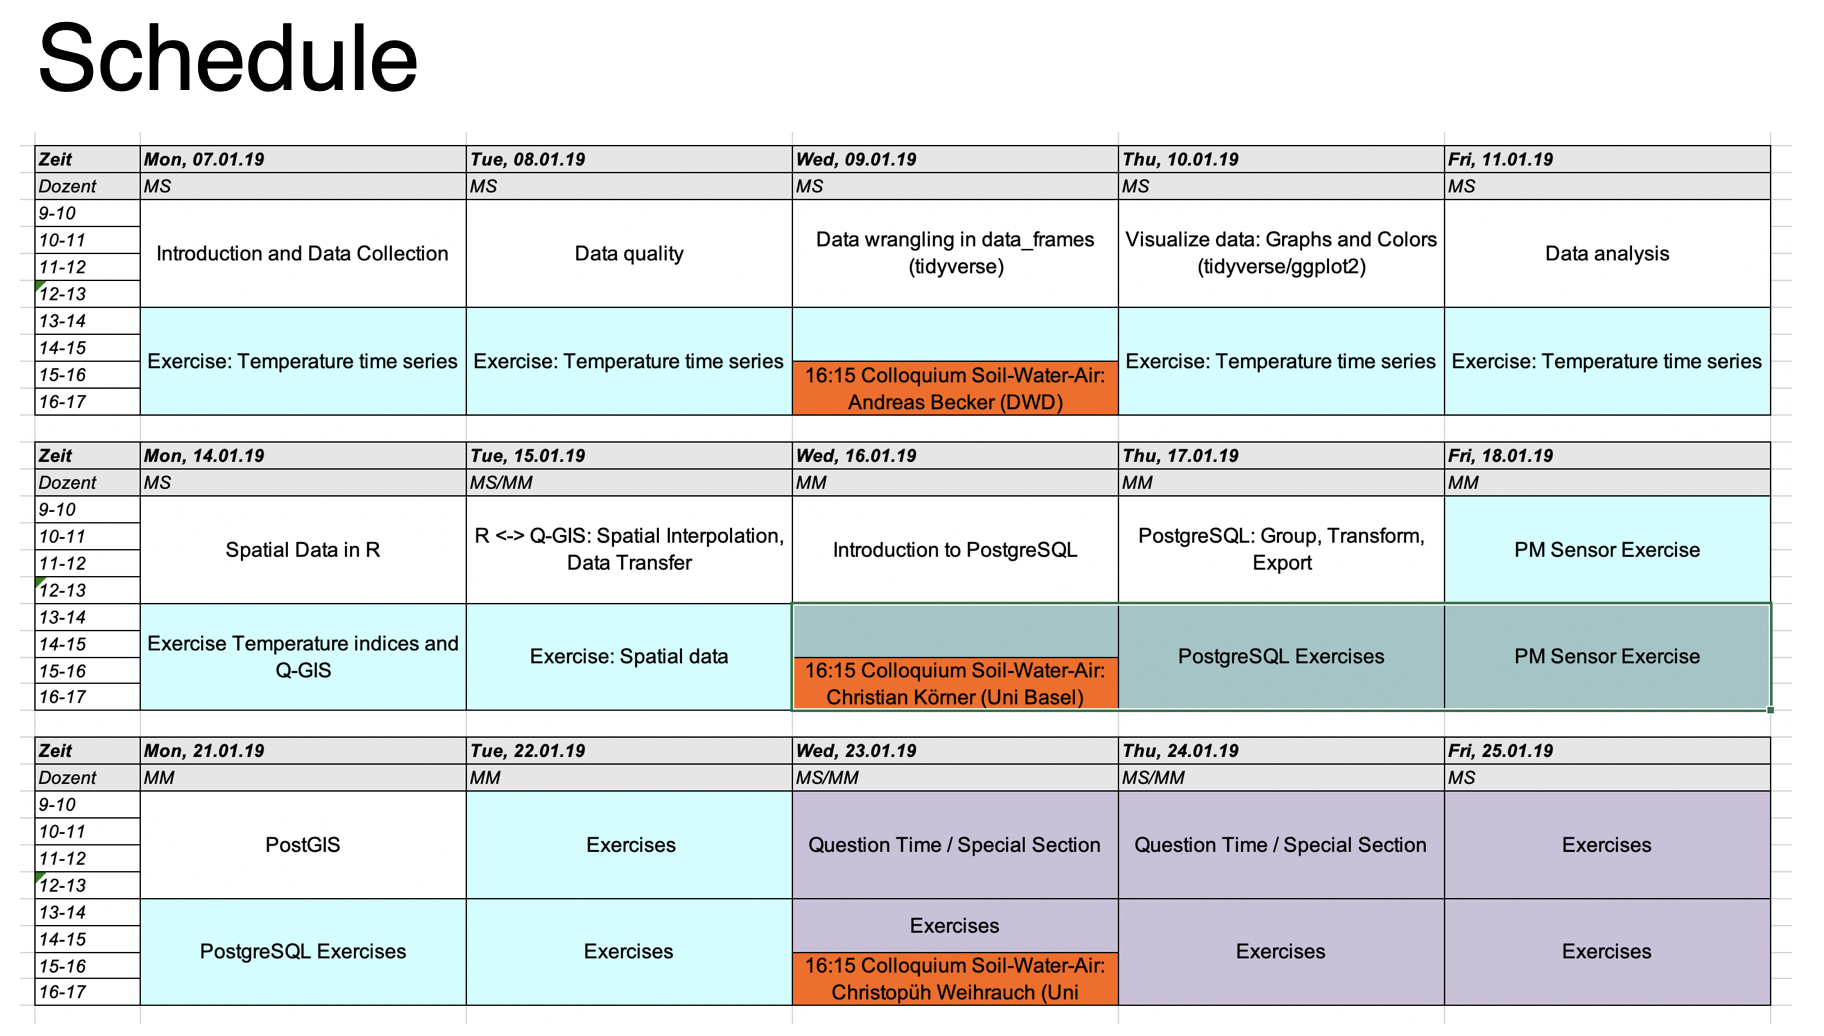 Schedule
Zeit Mon, 07.01.19 Tue, 08.01.19 Wed, 09.01.19 Thu, 10.01.19 Fri, 11.01.19
Dozent MS MS MS MS MS
9-10
10-11
11-12
12-13
Introduction and Data Collection
Data quality
Data wrangling in data_frames
(tidyverse)
Visualize data: Graphs and Colors
(tidyverse/ggplot2)
Data analysis
13-14
14-15
15-16
16-17
Exercise: Temperature time series
Exercise: Temperature time series
16:15 Colloquium Soil-Water-Air:
Andreas Becker (DWD)
Exercise: Temperature time series
Exercise: Temperature time series
Zeit Mon, 14.01.19 Tue, 15.01.19 Wed, 16.01.19 Thu, 17.01.19 Fri, 18.01.19
Dozent MS MS/MM MM MM MM
9-10
10-11
11-12
12-13
Spatial Data in R
R <-> Q-GIS: Spatial Interpolation,
Data Transfer
Introduction to PostgreSQL
PostgreSQL: Group, Transform,
Export
PM Sensor Exercise
13-14
14-15
15-16
16-17
Exercise Temperature indices and
Q-GIS
Exercise: Spatial data
16:15 Colloquium Soil-Water-Air:
Christian Körner (Uni Basel)
PostgreSQL Exercises
PM Sensor Exercise
Zeit Mon, 21.01.19 Tue, 22.01.19 Wed, 23.01.19 Thu, 24.01.19 Fri, 25.01.19
Dozent MM MM MS/MM MS/MM MS
9-10
10-11
11-12
12-13
PostGIS
Exercises
Question Time / Special Section
Question Time / Special Section
Exercises
13-14
14-15
15-16
16-17
PostgreSQL Exercises
Exercises
Exercises
16:15 Colloquium Soil-Water-Air:
Christopüh Weihrauch (Uni
Exercises
Exercises